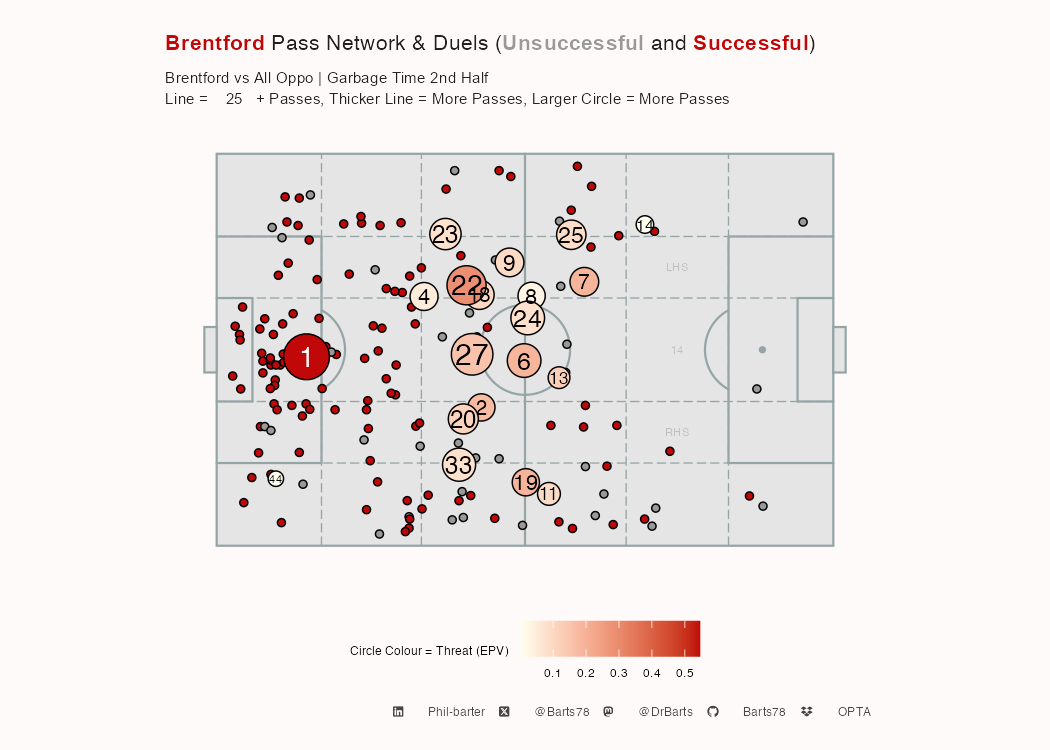 Brentford Pass Network & Duels (Unsuccessful and Successful)
Brentford vs All Oppo | Garbage Time 2nd Half
Line = 25 + Passes, Thicker Line = More Passes, Larger Circle = More Passes
14
23
25
9
LHS
22
7
18
4
8
24
27
1
6
14
13
2
20
RHS
33
44
19
11
Circle Colour = Threat (EPV)
0.1 0.2 0.3 0.4 0.5
Phil-barter @Barts78 @DrBarts Barts78 OPTA